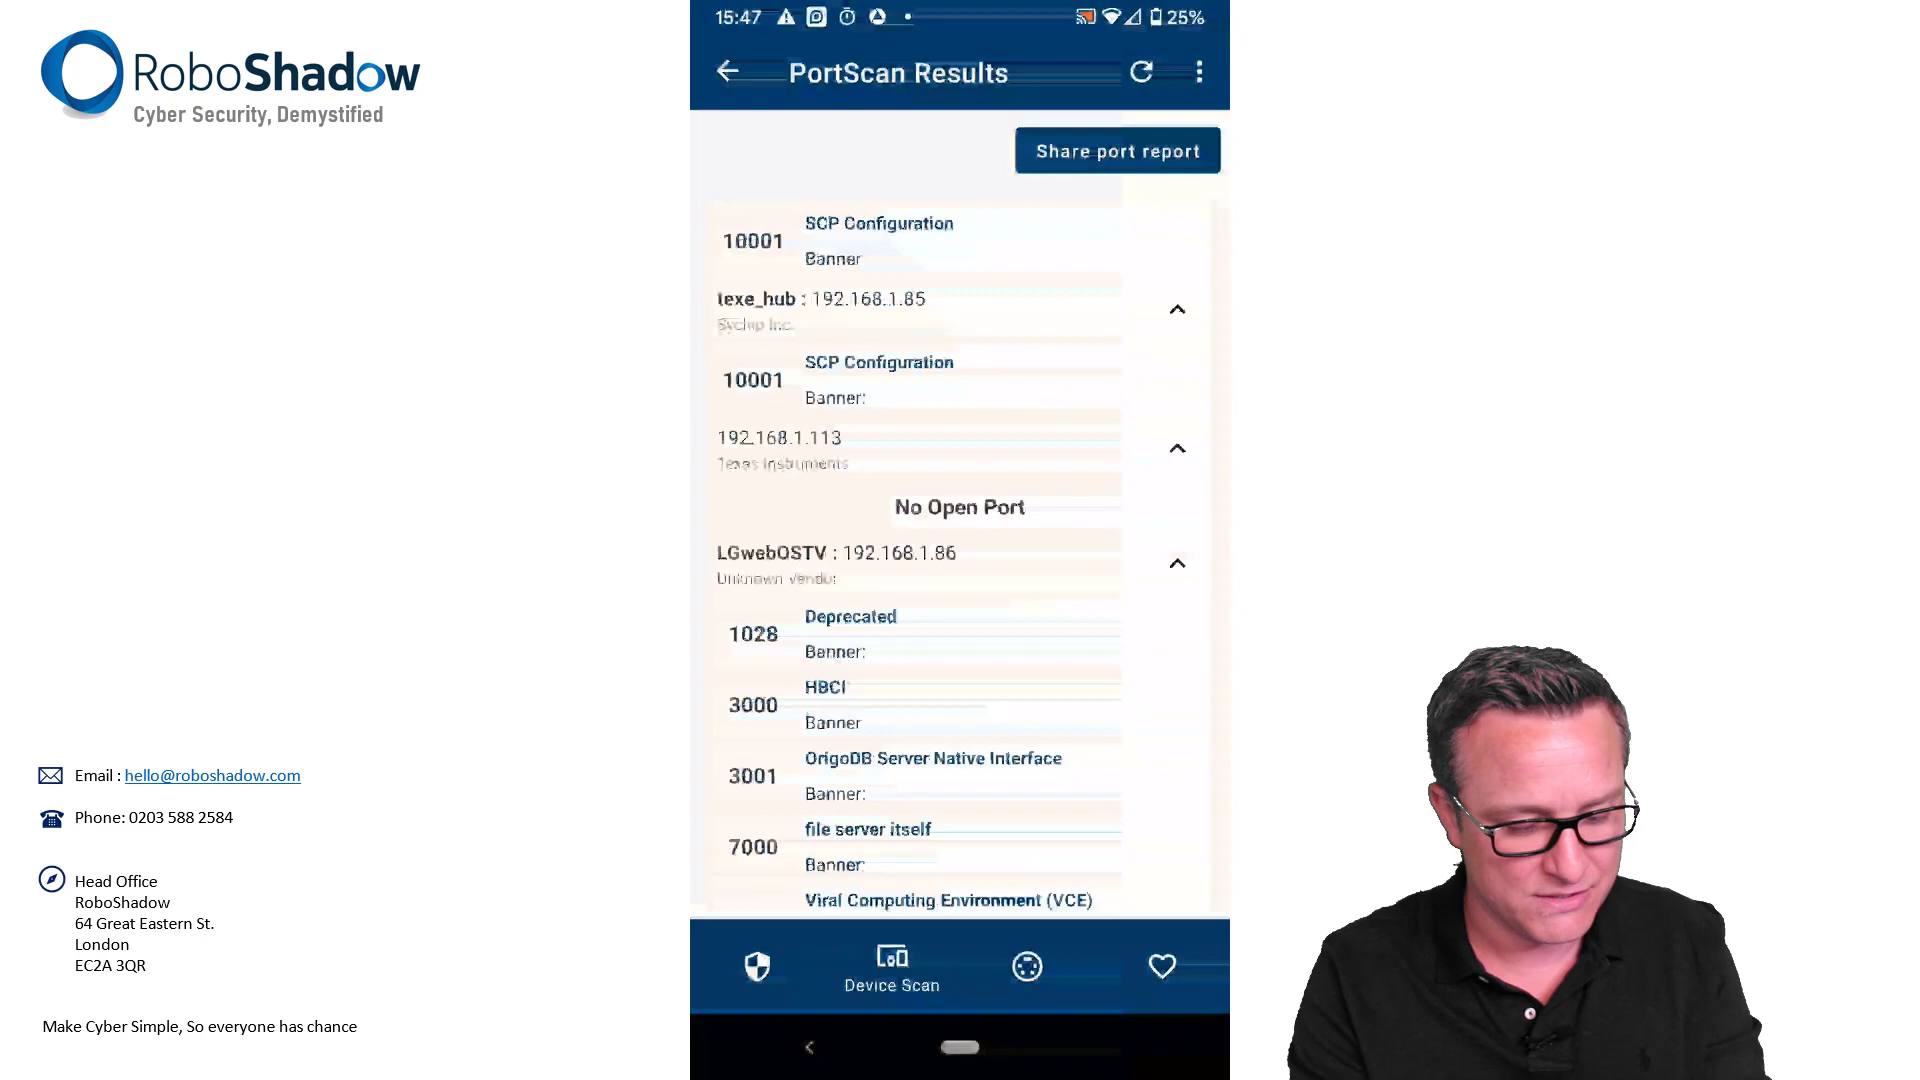 RoboShadow
Cyber Security, Demystified
15:47
25%
PortScan Results
Share port report
SCP Configuration
10001
Banner
texe_hub : 192.168.1.85
Sychip Inc.
SCP Configuration
10001
Banner:
192.168.1.113
Texas Instruments
No Open Port
LGwebOSTV : 192.168.1.86
Unknown Vendor
Deprecated
1028
Banner:
HBCI
3000
Banner
OrigoDB Server Native Interface
3001
Banner:
file server itself
7000
Banner:
Viral Computing Environment (VCE)
Device Scan
Email : hello@roboshadow.com
Phone: 0203 588 2584
Head Office
RoboShadow
64 Great Eastern St.
London
EC2A 3QR
Make Cyber Simple, So everyone has chance